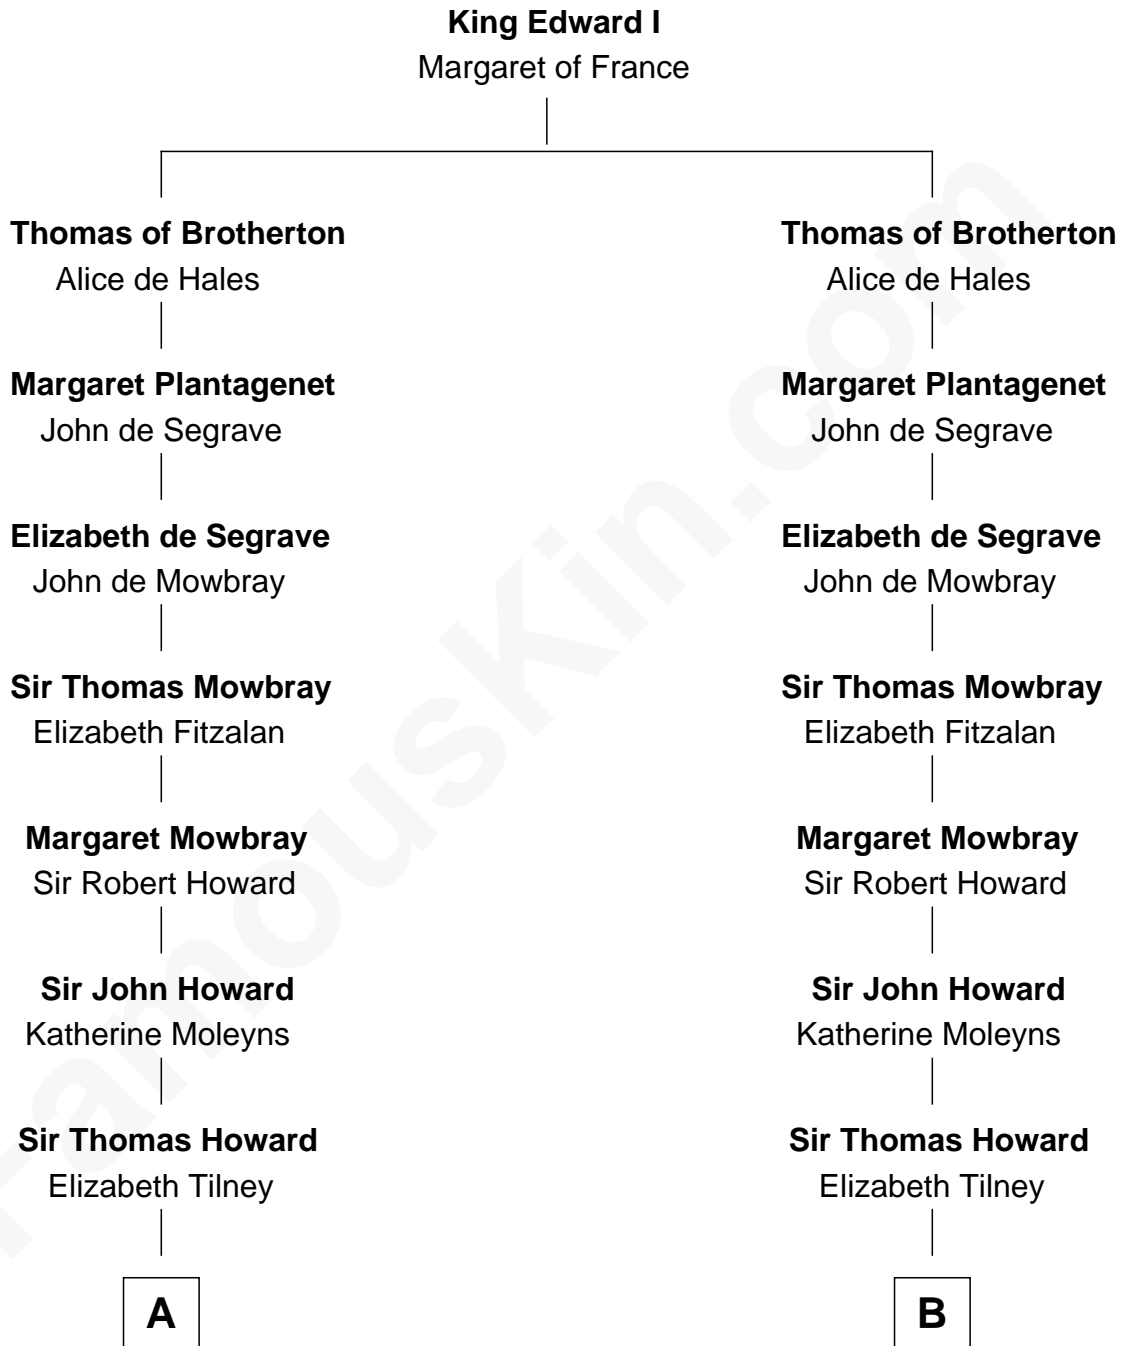 King Edward I
Margaret of France
Thomas of Brotherton
Alice de Hales
Margaret Plantagenet
John de Segrave
Elizabeth de Segrave
John de Mowbray
Sir Thomas Mowbray
Elizabeth Fitzalan
Margaret Mowbray
Sir Robert Howard
Sir John Howard
Katherine Moleyns
Sir Thomas Howard
Elizabeth Tilney
A
Thomas of Brotherton
Alice de Hales
Margaret Plantagenet
John de Segrave
Elizabeth de Segrave
John de Mowbray
Sir Thomas Mowbray
Elizabeth Fitzalan
Margaret Mowbray
Sir Robert Howard
Sir John Howard
Katherine Moleyns
Sir Thomas Howard
Elizabeth Tilney
B
FamousKin.com